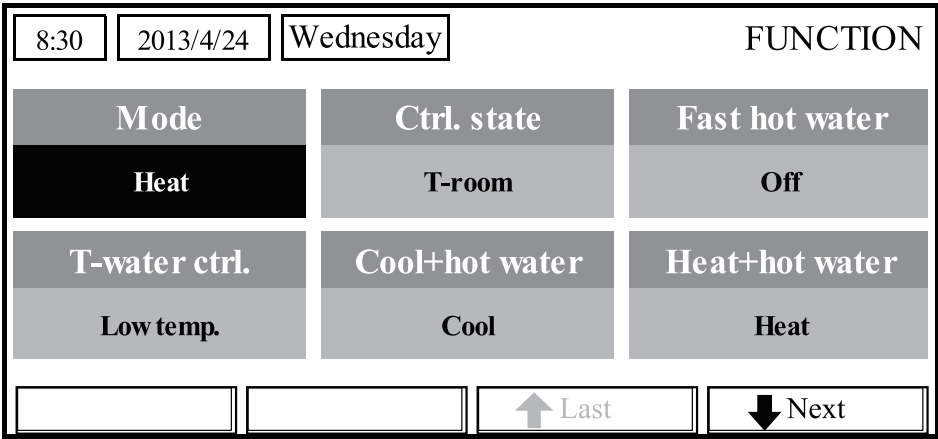 8:30 2013/4/24 Wednesday FUNCTION
Mode Ctrl. state Fast hot water
Heat T-room Off
T-water ctrl. Cool+hot water Heat+hot water
Low temp. Cool Heat
Last Next